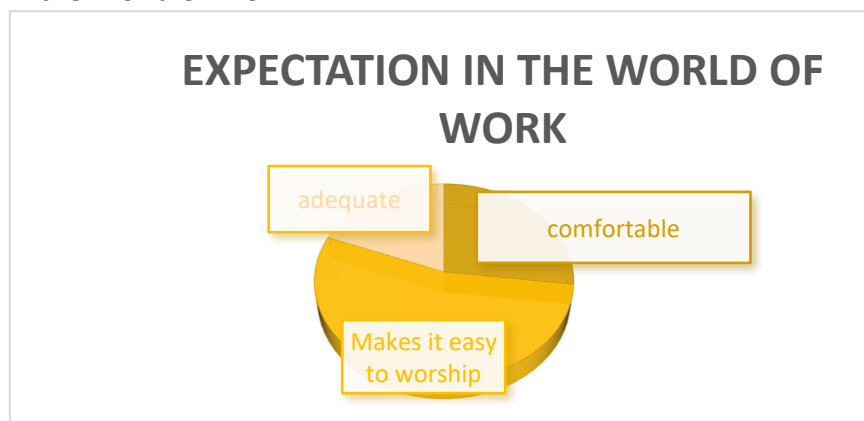 EXPECTATION IN THE WORLD OF
WORK
adequate
comfortable
Makes it easy
to worship